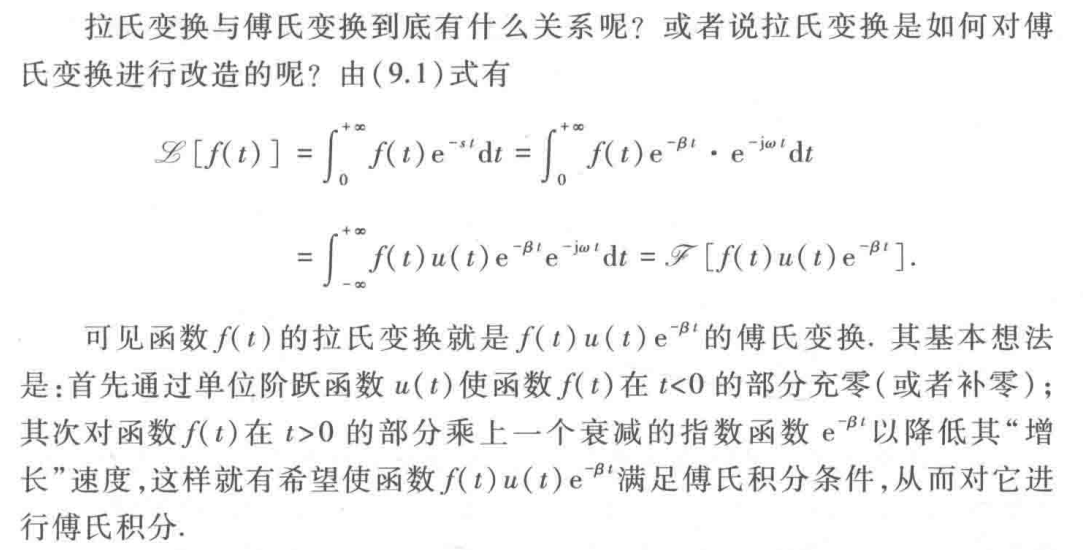 拉氏变换与傅氏变换到底有什么关系呢？或者说拉氏变换是如何对傅
氏变换进行改造的呢？由(9.1)式有
ℒ[f(t)] = ∫₀^{+∞} f(t)e^{-st}dt = ∫₀^{+∞} f(t)e^{-βt}·e^{-jωt}dt
= ∫_{-∞}^{+∞} f(t)u(t)e^{-βt}e^{-jωt}dt = ℱ[f(t)u(t)e^{-βt}].
可见函数f(t)的拉氏变换就是f(t)u(t)e^{-βt}的傅氏变换. 其基本想法
是:首先通过单位阶跃函数u(t)使函数f(t)在t<0的部分充零(或者补零);
其次对函数f(t)在t>0的部分乘上一个衰减的指数函数e^{-βt}以降低其“增
长”速度,这样就有希望使函数f(t)u(t)e^{-βt}满足傅氏积分条件,从而对它进
行傅氏积分.